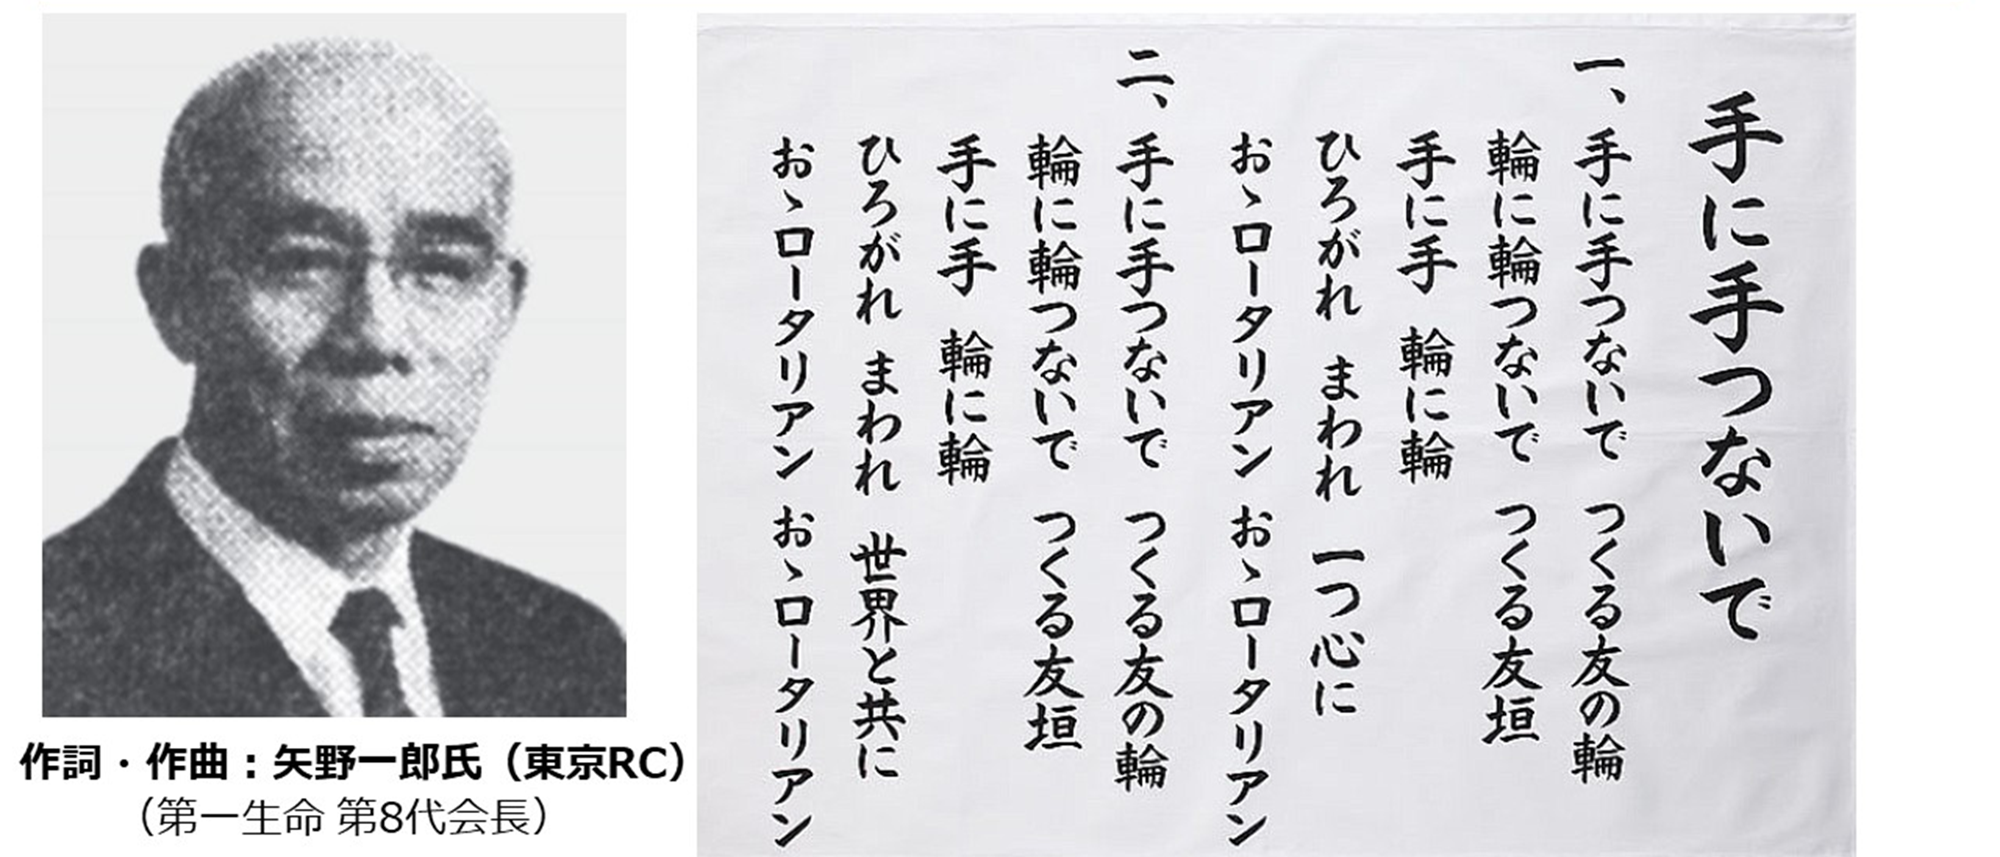 手に手つないで
一、手に手つないで つくる友の輪
輪に輪つないで つくる友垣
手に手 輪に輪
ひろがれ まわれ 一つ心に
おゝロータリアン おゝロータリアン
二、手に手つないで つくる友の輪
輪に輪つないで つくる友垣
手に手 輪に輪
ひろがれ まわれ 世界と共に
おゝロータリアン おゝロータリアン
作詞・作曲：矢野一郎氏（東京RC）
（第一生命 第8代会長）